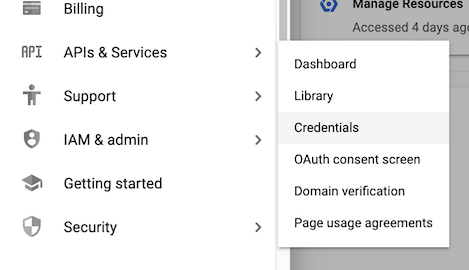 Billing
APIs & Services
Support
IAM & admin
Getting started
Security
Dashboard
Library
Credentials
OAuth consent screen
Domain verification
Page usage agreements
Manage Resources
Accessed 4 days ago
API